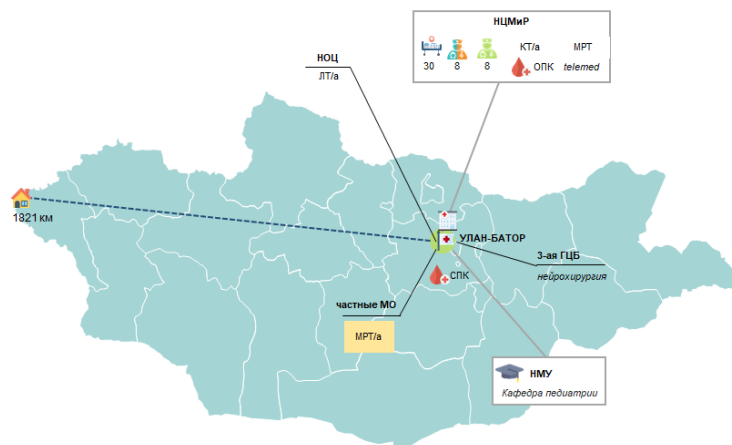 НЦМиР
КТ/а МРТ
30 8 8 ОПК telemed
НОЦ
ЛТ/а
1821 км
УЛАН-БАТОР
3-ая ГЦБ
нейрохирургия
СПК
частные МО
МРТ/а
НМУ
Кафедра педиатрии